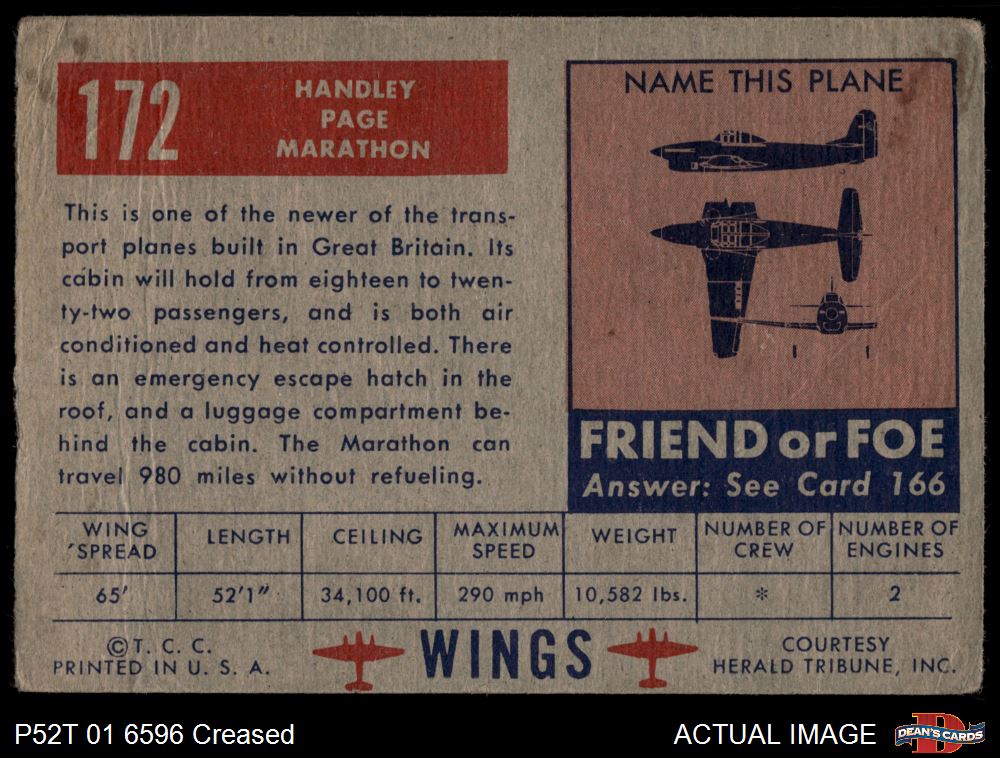 172
HANDLEY
PAGE
MARATHON
This is one of the newer of the trans-
port planes built in Great Britain. Its
cabin will hold from eighteen to twen-
ty-two passengers, and is both air
conditioned and heat controlled. There
is an emergency escape hatch in the
roof, and a luggage compartment be-
hind the cabin. The Marathon can
travel 980 miles without refueling.
NAME THIS PLANE
FRIEND or FOE
Answer: See Card 166
WING
'SPREAD
LENGTH
CEILING
MAXIMUM
SPEED
WEIGHT
NUMBER OF
CREW
NUMBER OF
ENGINES
65'
52'1"
34,100 ft.
290 mph
10,582 lbs.
*
2
© T. C. C.
PRINTED IN U. S. A.
WINGS
COURTESY
HERALD TRIBUNE, INC.
P52T 01 6596 Creased
ACTUAL IMAGE
D
DEAN'S CARDS